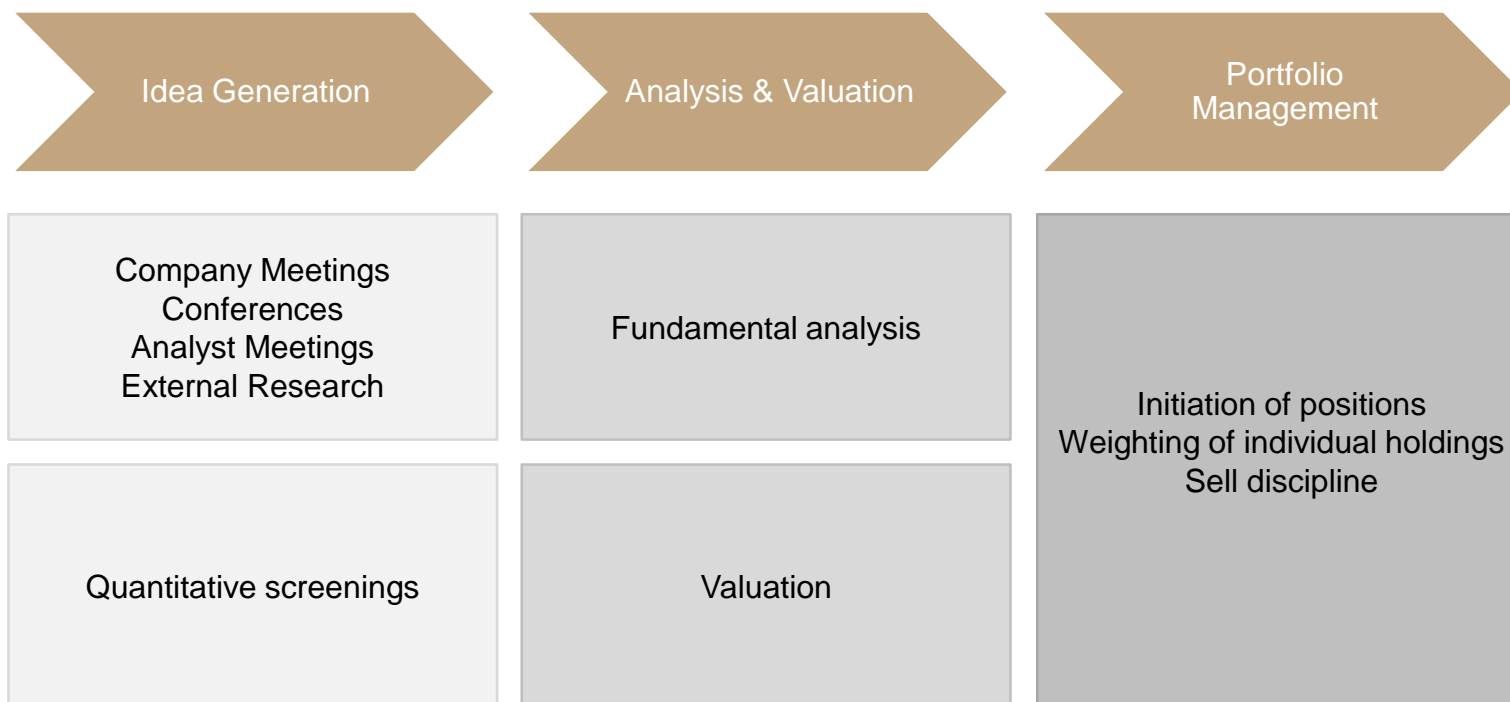 Idea Generation
Analysis & Valuation
Portfolio
Management
Company Meetings
Conferences
Analyst Meetings
External Research
Fundamental analysis
Initiation of positions
Weighting of individual holdings
Sell discipline
Quantitative screenings
Valuation